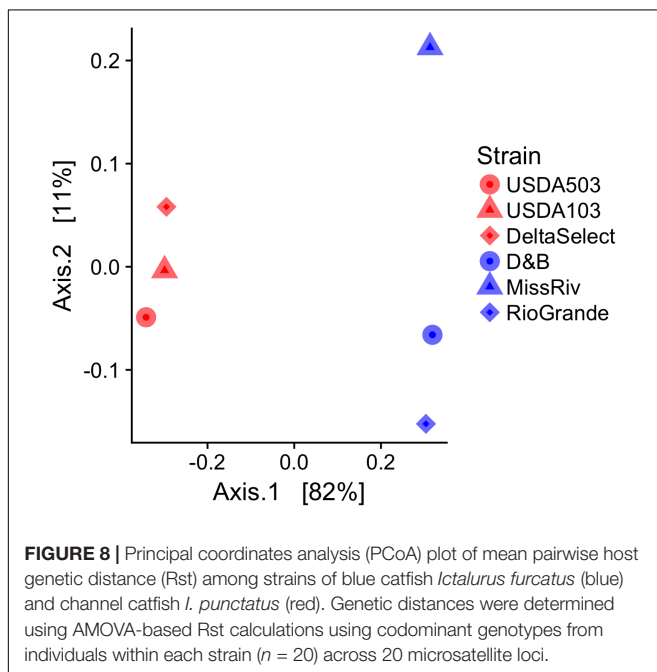 0.2
0.1
0.0
-0.1
Axis.2 [11%]
-0.2
0.0
0.2
Axis.1 [82%]
Strain
USDA503
USDA103
DeltaSelect
D&B
MissRiv
RioGrande
FIGURE 8 | Principal coordinates analysis (PCoA) plot of mean pairwise host
genetic distance (Rst) among strains of blue catfish Ictalurus furcatus (blue)
and channel catfish I. punctatus (red). Genetic distances were determined
using AMOVA-based Rst calculations using codominant genotypes from
individuals within each strain (n = 20) across 20 microsatellite loci.